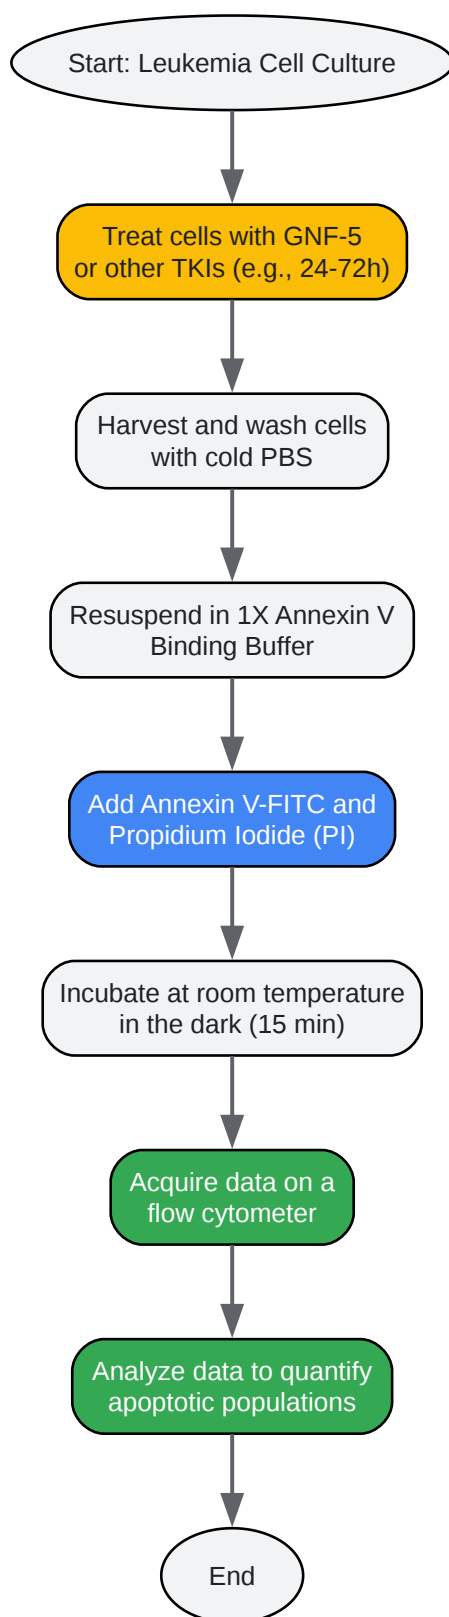 Start: Leukemia Cell Culture
Treat cells with GNF-5
or other TKIs (e.g., 24-72h)
Harvest and wash cells
with cold PBS
Resuspend in 1X Annexin V
Binding Buffer
Add Annexin V-FITC and
Propidium Iodide (PI)
Incubate at room temperature
in the dark (15 min)
Acquire data on a
flow cytometer
Analyze data to quantify
apoptotic populations
End